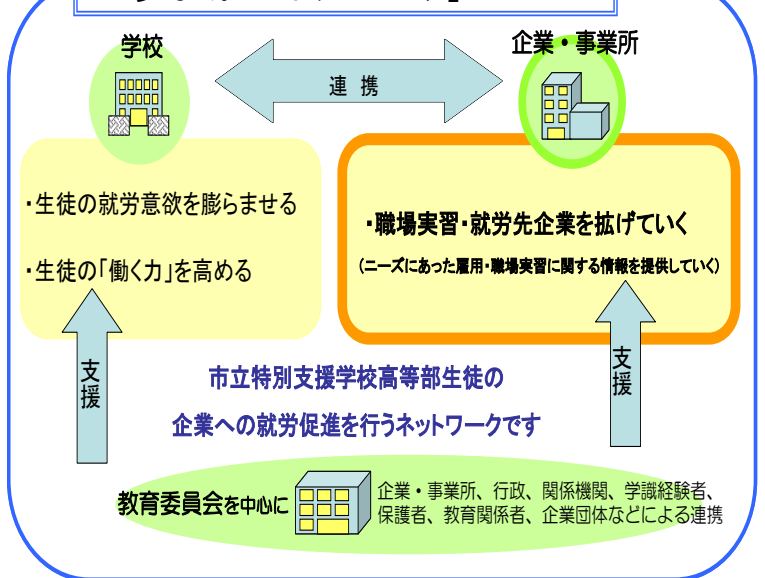 学校
企業・事業所
連 携
・生徒の就労意欲を膨らませる
・生徒の「働く力」を高める
・職場実習・就労先企業を拡げていく
(ニーズにあった雇用・職場実習に関する情報を提供していく)
支援
支援
市立特別支援学校高等部生徒の
企業への就労促進を行うネットワークです
教育委員会を中心に
企業・事業所、行政、関係機関、学識経験者、
保護者、教育関係者、企業団体などによる連携